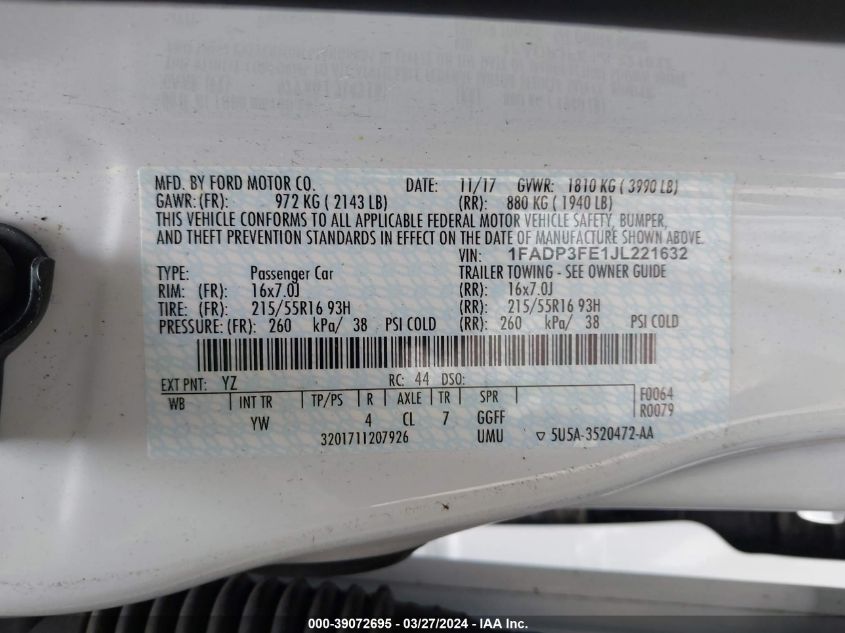 MFD. BY FORD MOTOR CO. DATE: 11/17 GVWR: 1810 KG ( 3990 LB)
GAWR: (FR): 972 KG ( 2143 LB) (RR): 880 KG ( 1940 LB)
THIS VEHICLE CONFORMS TO ALL APPLICABLE FEDERAL MOTOR VEHICLE SAFETY, BUMPER,
AND THEFT PREVENTION STANDARDS IN EFFECT ON THE DATE OF MANUFACTURE SHOWN ABOVE.
VIN: 1FADP3FE1JL221632
TYPE: Passenger Car TRAILER TOWING - SEE OWNER GUIDE
RIM: (FR): 16x7.0J (RR): 16x7.0J
TIRE: (FR): 215/55R16 93H (RR): 215/55R16 93H
PRESSURE: (FR): 260 kPa/ 38 PSI COLD (RR): 260 kPa/ 38 PSI COLD
EXT PNT: YZ RC: 44 DSO: F0064
WB INT TR TP/PS R AXLE TR SPR R0079
YW 4 CL 7 GGFF
3201711207926 UMU ▽ 5U5A-3520472-AA
000-39072695 - 03/27/2024 - IAA Inc.